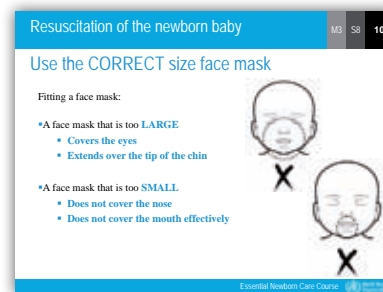 Resuscitation of the newborn baby
M3 S8 10
Use the CORRECT size face mask
Fitting a face mask:
▪A face mask that is too LARGE
▪ Covers the eyes
▪ Extends over the tip of the chin
▪A face mask that is too SMALL
▪ Does not cover the nose
▪ Does not cover the mouth effectively
X
X
Essential Newborn Care Course